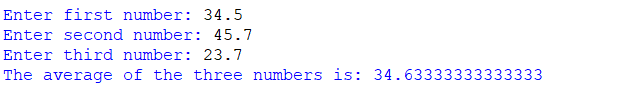 Enter first number: 34.5
Enter second number: 45.7
Enter third number: 23.7
The average of the three numbers is: 34.63333333333333